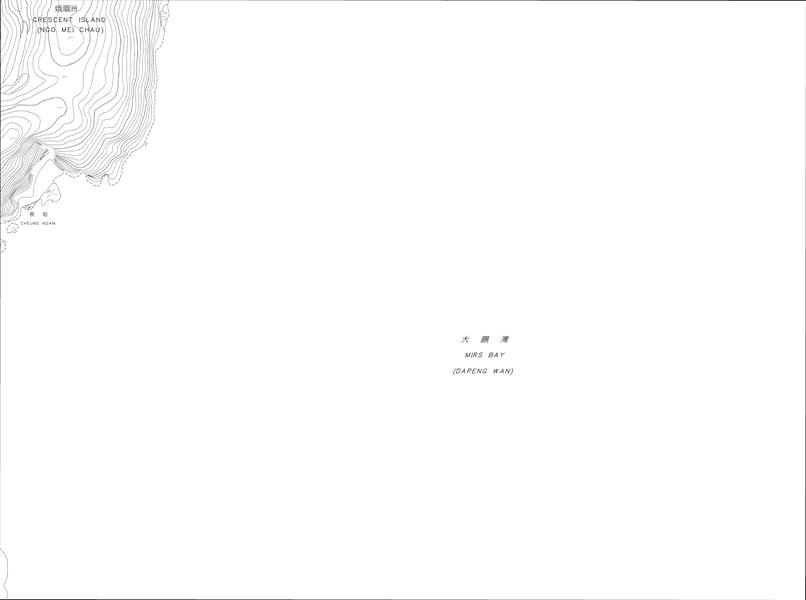 娥眉洲
CRESCENT ISLAND
(NGO MEI CHAU)
長 岩
CHEUNG NGAM
大 鵬 灣
MIRS BAY
(DAPENG WAN)